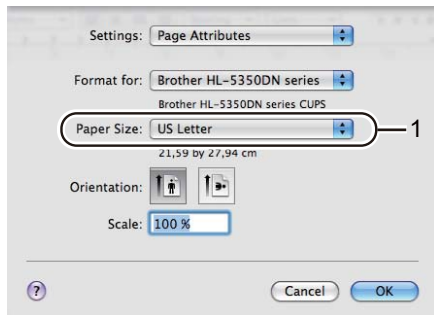 Settings: Page Attributes
Format for: Brother HL-5350DN series
Brother HL-5350DN series CUPS
Paper Size: US Letter 1
21,59 by 27,94 cm
Orientation:
Scale: 100 %
? Cancel OK